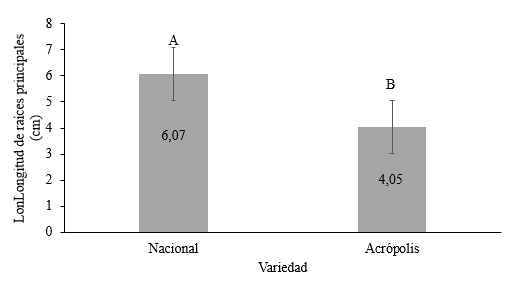 LonLongitud de raíces principales
(cm)
8
7
6
5
4
3
2
1
0
A
6,07
B
4,05
Nacional
Acrópolis
Variedad